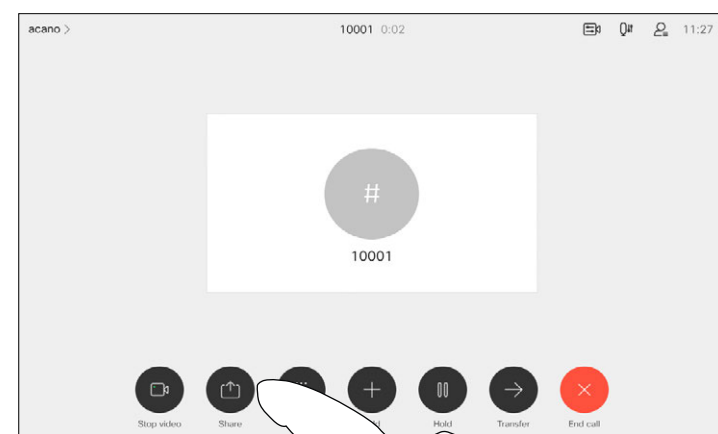 acano >
10001 0:02
11:27
#
10001
Stop video
Share
Hold
Transfer
End call